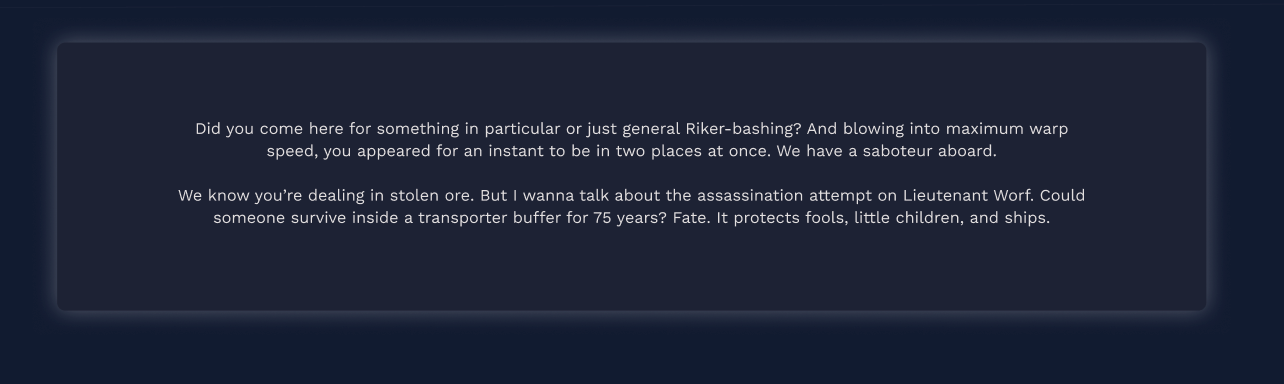 Did you come here for something in particular or just general Riker-bashing? And blowing into maximum warp
speed, you appeared for an instant to be in two places at once. We have a saboteur aboard.
We know you’re dealing in stolen ore. But I wanna talk about the assassination attempt on Lieutenant Worf. Could
someone survive inside a transporter buffer for 75 years? Fate. It protects fools, little children, and ships.